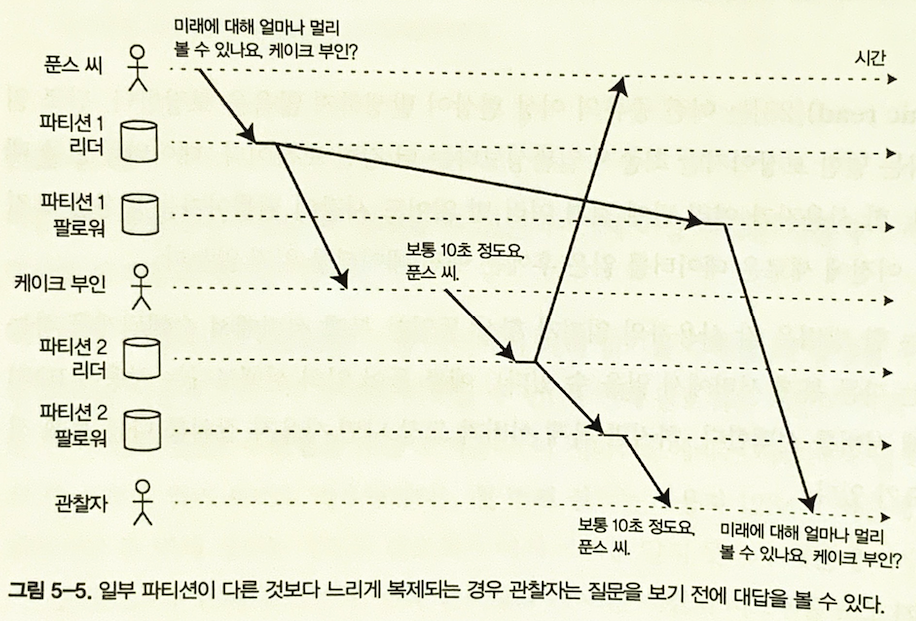 미래에 대해 얼마나 멀리
볼 수 있나요, 케이크 부인?
시간
푼스 씨
파티션 1
리더
파티션 1
팔로워
보통 10초 정도요,
푼스 씨.
케이크 부인
파티션 2
리더
파티션 2
팔로워
관찰자
보통 10초 정도요,
푼스 씨.
미래에 대해 얼마나 멀리
볼 수 있나요, 케이크 부인?
그림 5-5. 일부 파티션이 다른 것보다 느리게 복제되는 경우 관찰자는 질문을 보기 전에 대답을 볼 수 있다.